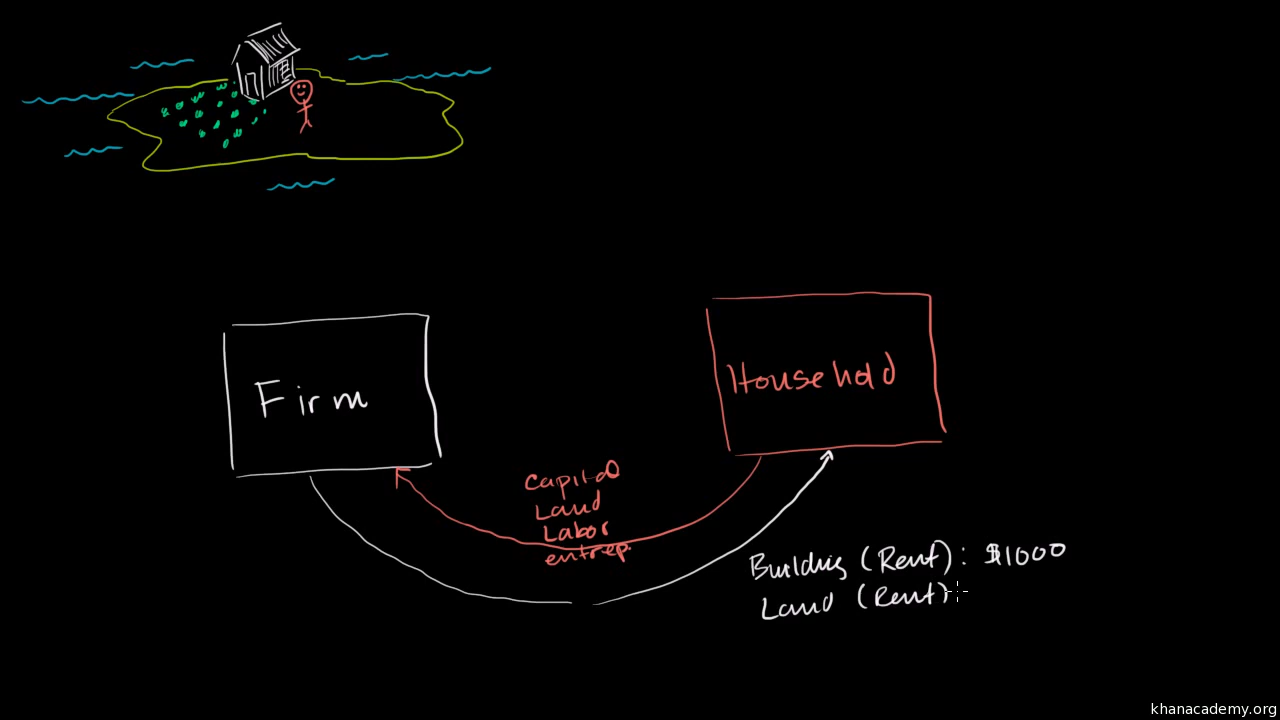 Firm
Household
Capital
Land
Labor
entrep.
Building (Rent): $1000
Land (Rent)
khanacademy.org